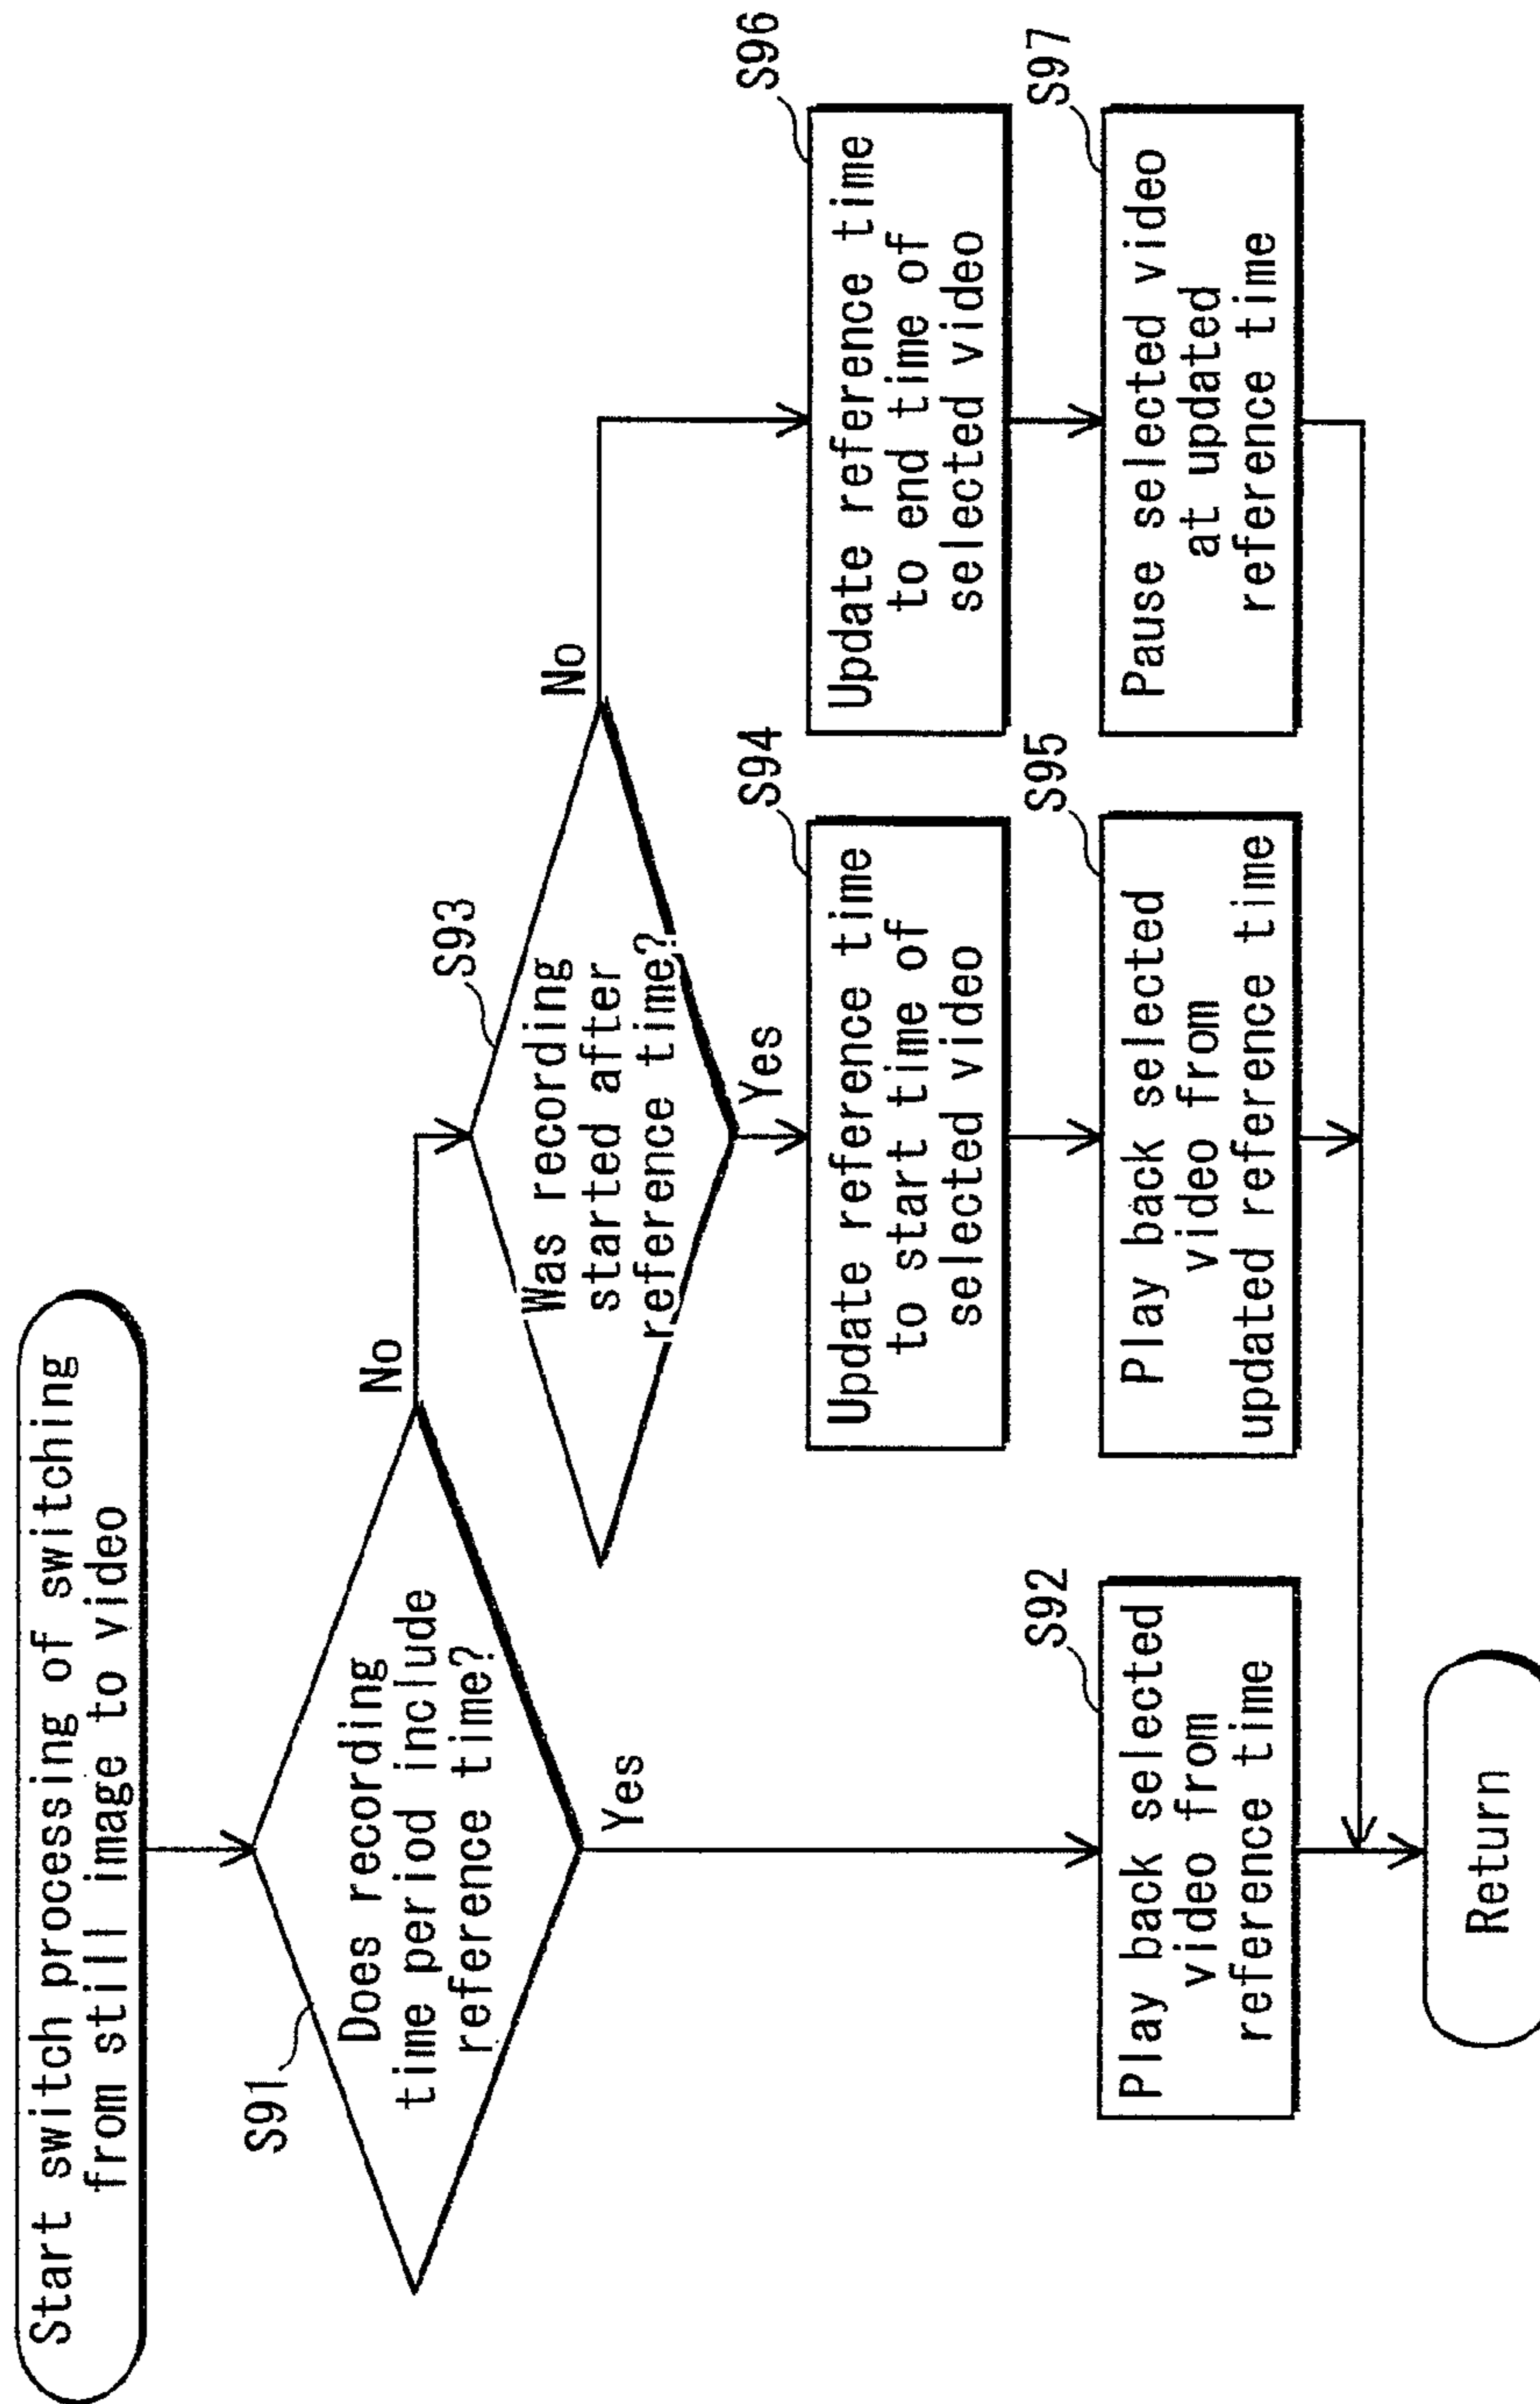 Start switch processing of switching
from still image to video
S91
Does recording
time period include
reference time?
No
Yes
S93
Was recording
started after
reference time?
No
Yes
S94
Update reference time
to start time of
selected video
S96
Update reference time
to end time of
selected video
S92
Play back selected
video from
reference time
S95
Play back selected
video from
updated reference time
S97
Pause selected video
at updated
reference time
Return